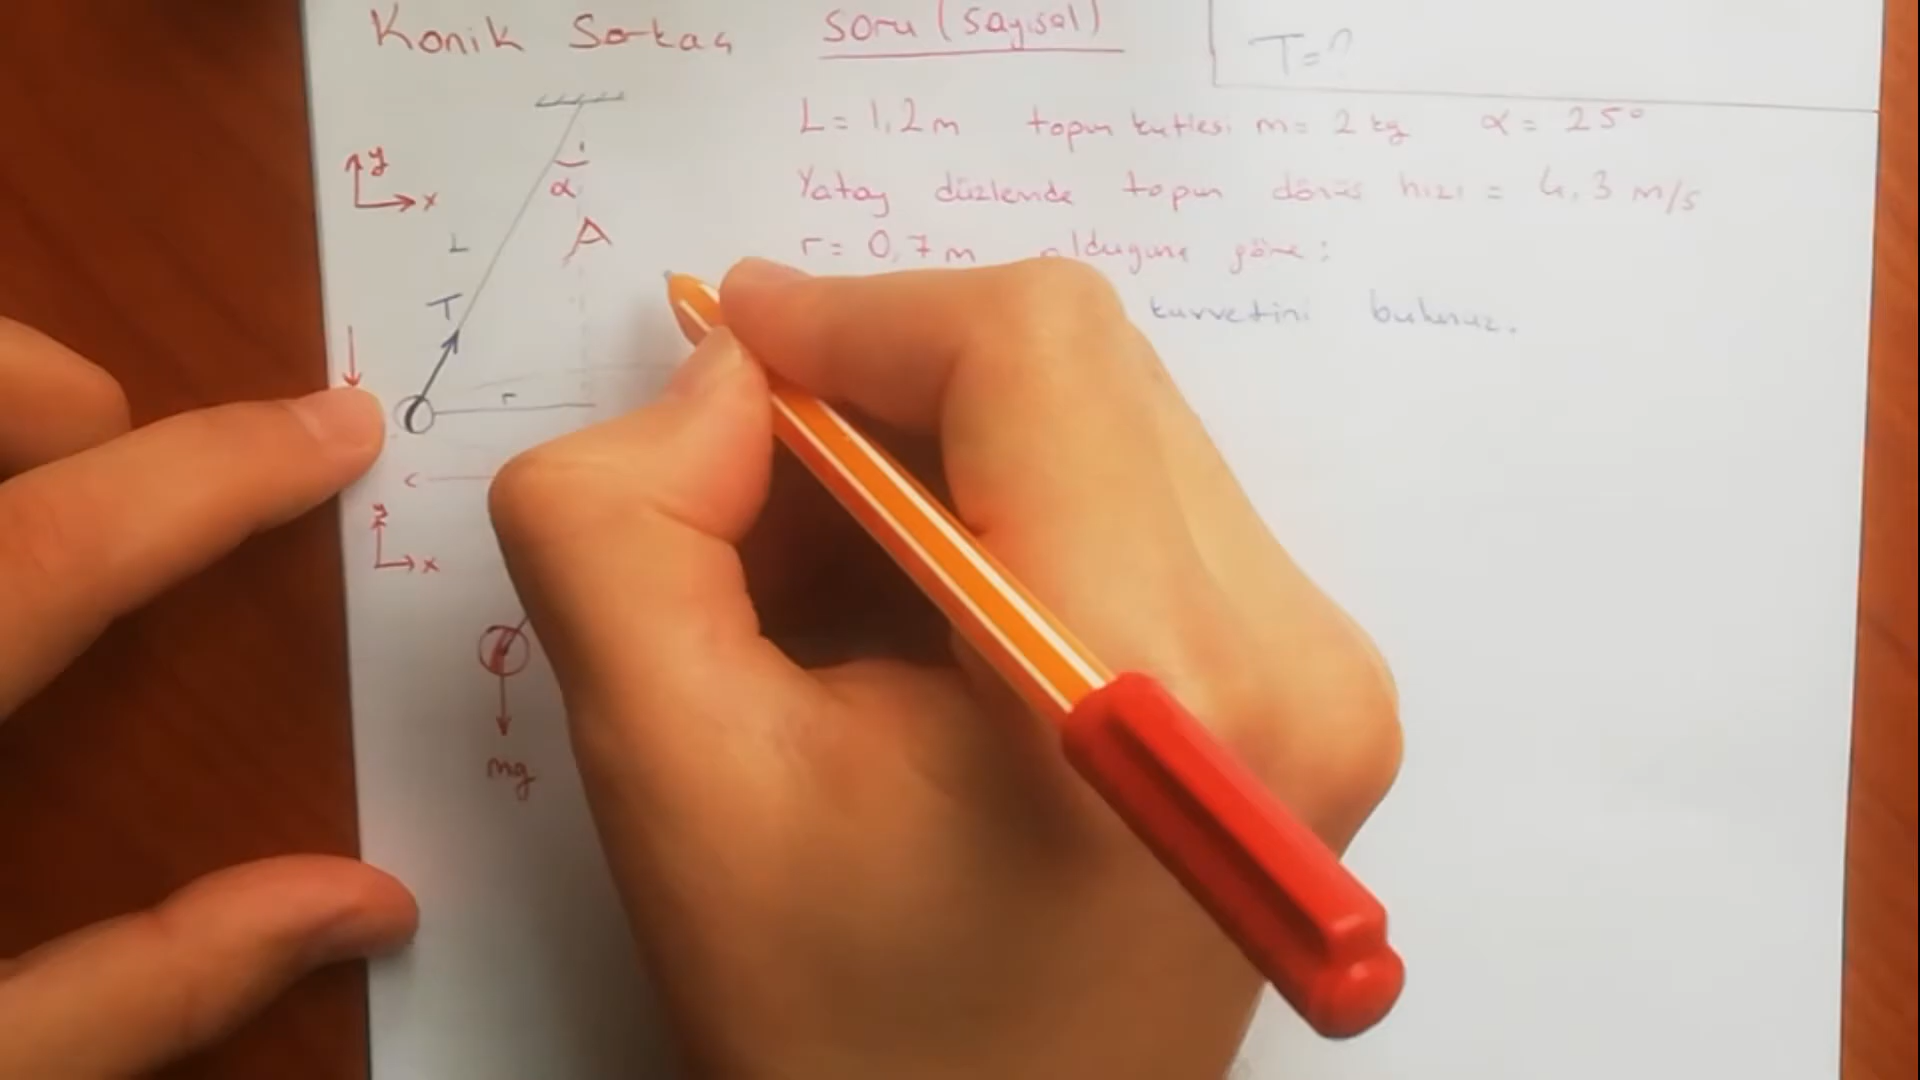 Konik Sarkaç
Soru (Sayısal)
T=?
L= 1,2 m topun kütlesi m= 2 kg α= 25°
Yatay düzlemde topun dönüş hızı = 4,3 m/s
r= 0,7 m olduguna göre;
kuvvetini bulunuz.
y
x
α
A
L
T
r
x
mg